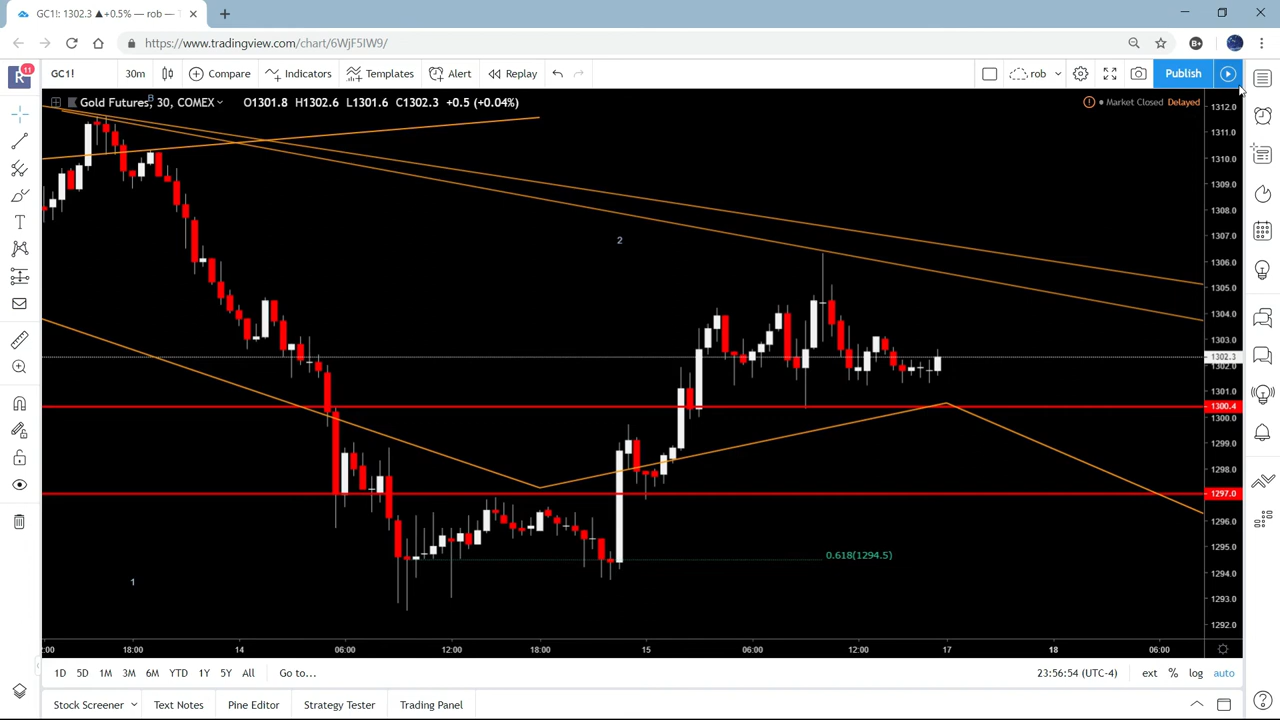 GC1!: 1302.3 ▲+0.5% — rob —
https://www.tradingview.com/chart/6WjF5IW9/
B+
R
11
GC1!
30m
Compare
Indicators
Templates
Alert
Replay
rob
Publish
Gold Futures, 30, COMEX
O1301.8 H1302.6 L1301.6 C1302.3 +0.5 (+0.04%)
Market Closed Delayed
1312.0
1311.0
1310.0
1309.0
1308.0
1307.0
2
1306.0
1305.0
1304.0
1303.0
1302.3
1302.0
1301.0
1300.4
1300.0
1299.0
1298.0
1297.0
1296.0
1295.0
0.618(1294.5)
1294.0
1
1293.0
1292.0
:00 18:00 14 06:00 12:00 18:00 15 06:00 12:00 17 18 06:00
1D 5D 1M 3M 6M YTD 1Y 5Y All Go to... 23:56:54 (UTC-4) ext % log auto
Stock Screener Text Notes Pine Editor Strategy Tester Trading Panel